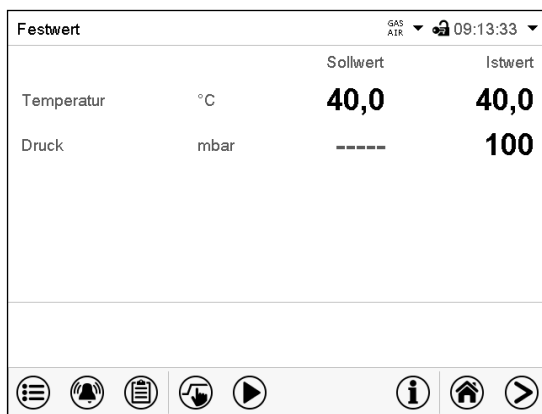 Festwert GAS AIR 09:13:33
Sollwert Istwert
Temperatur °C 40,0 40,0
Druck mbar ----- 100